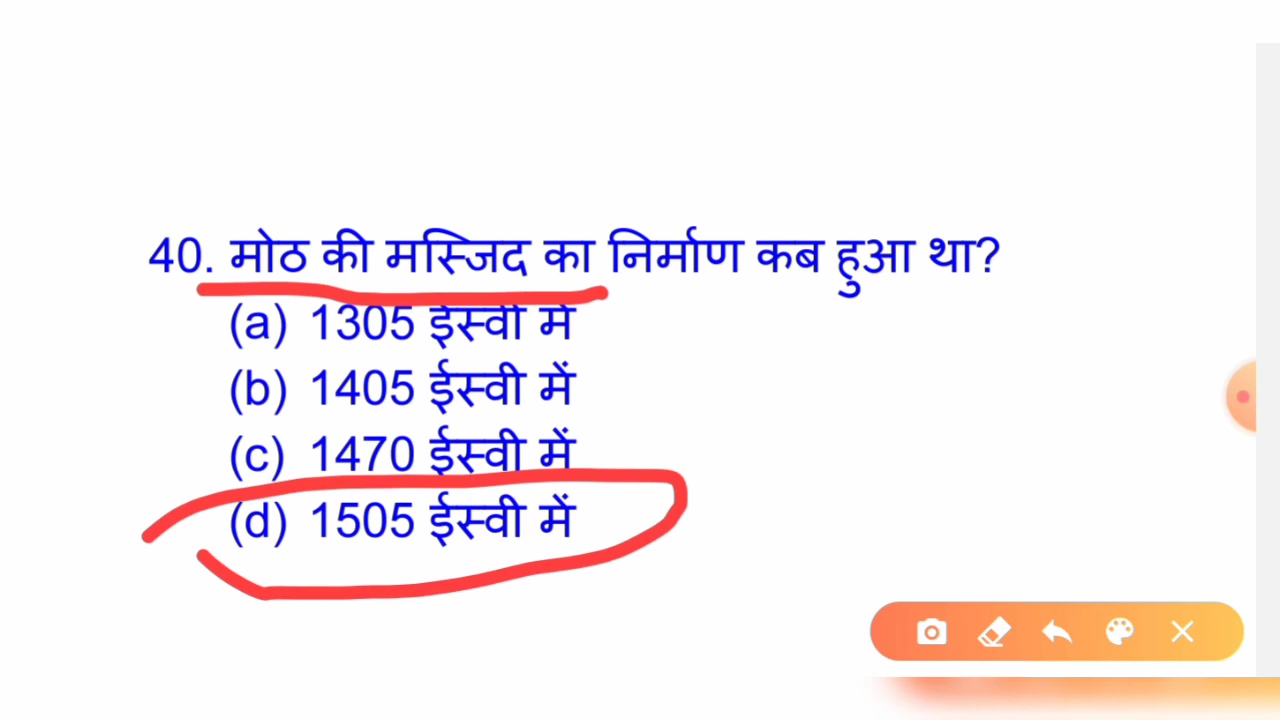 40. मोठ की मस्जिद का निर्माण कब हुआ था?
(a) 1305 ईस्वी में
(b) 1405 ईस्वी में
(c) 1470 ईस्वी में
(d) 1505 ईस्वी में